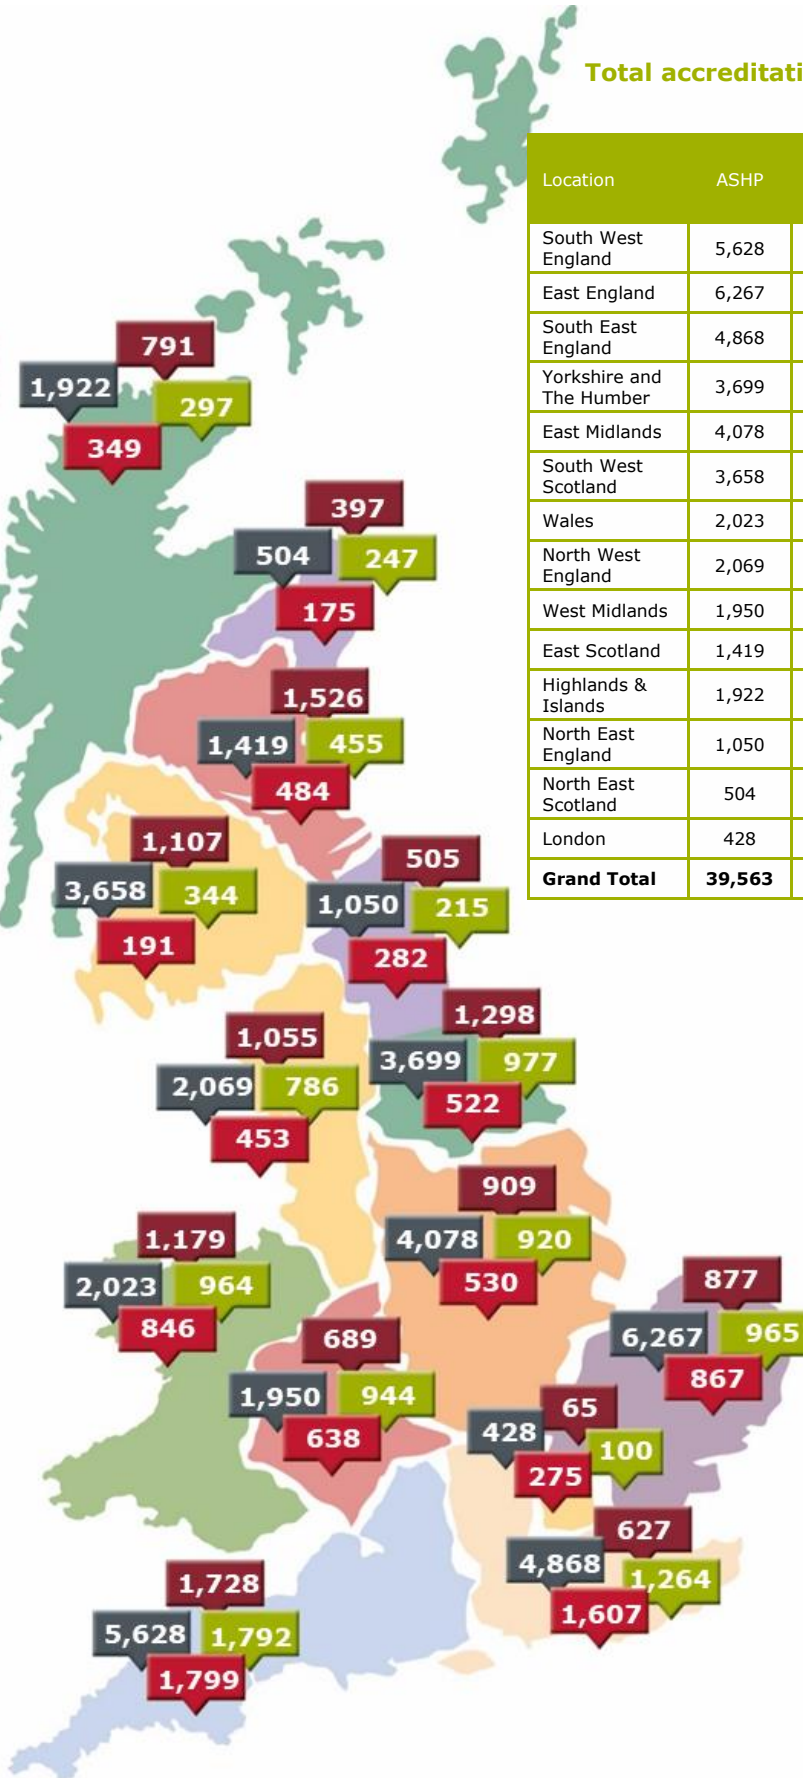 Total accreditati
Location ASHP
South West
England 5,628
East England 6,267
South East
England 4,868
Yorkshire and
The Humber 3,699
East Midlands 4,078
South West
Scotland 3,658
Wales 2,023
North West
England 2,069
West Midlands 1,950
East Scotland 1,419
Highlands &
Islands 1,922
North East
England 1,050
North East
Scotland 504
London 428
Grand Total 39,563
791
1,922
297
349
397
504
247
175
1,526
1,419
455
484
1,107
3,658
344
191
505
1,050
215
282
1,298
3,699
977
522
1,055
2,069
786
453
909
4,078
920
530
1,179
2,023
964
846
877
6,267
965
867
689
1,950
944
638
65
428
100
275
627
4,868
1,264
1,607
1,728
5,628
1,792
1,799